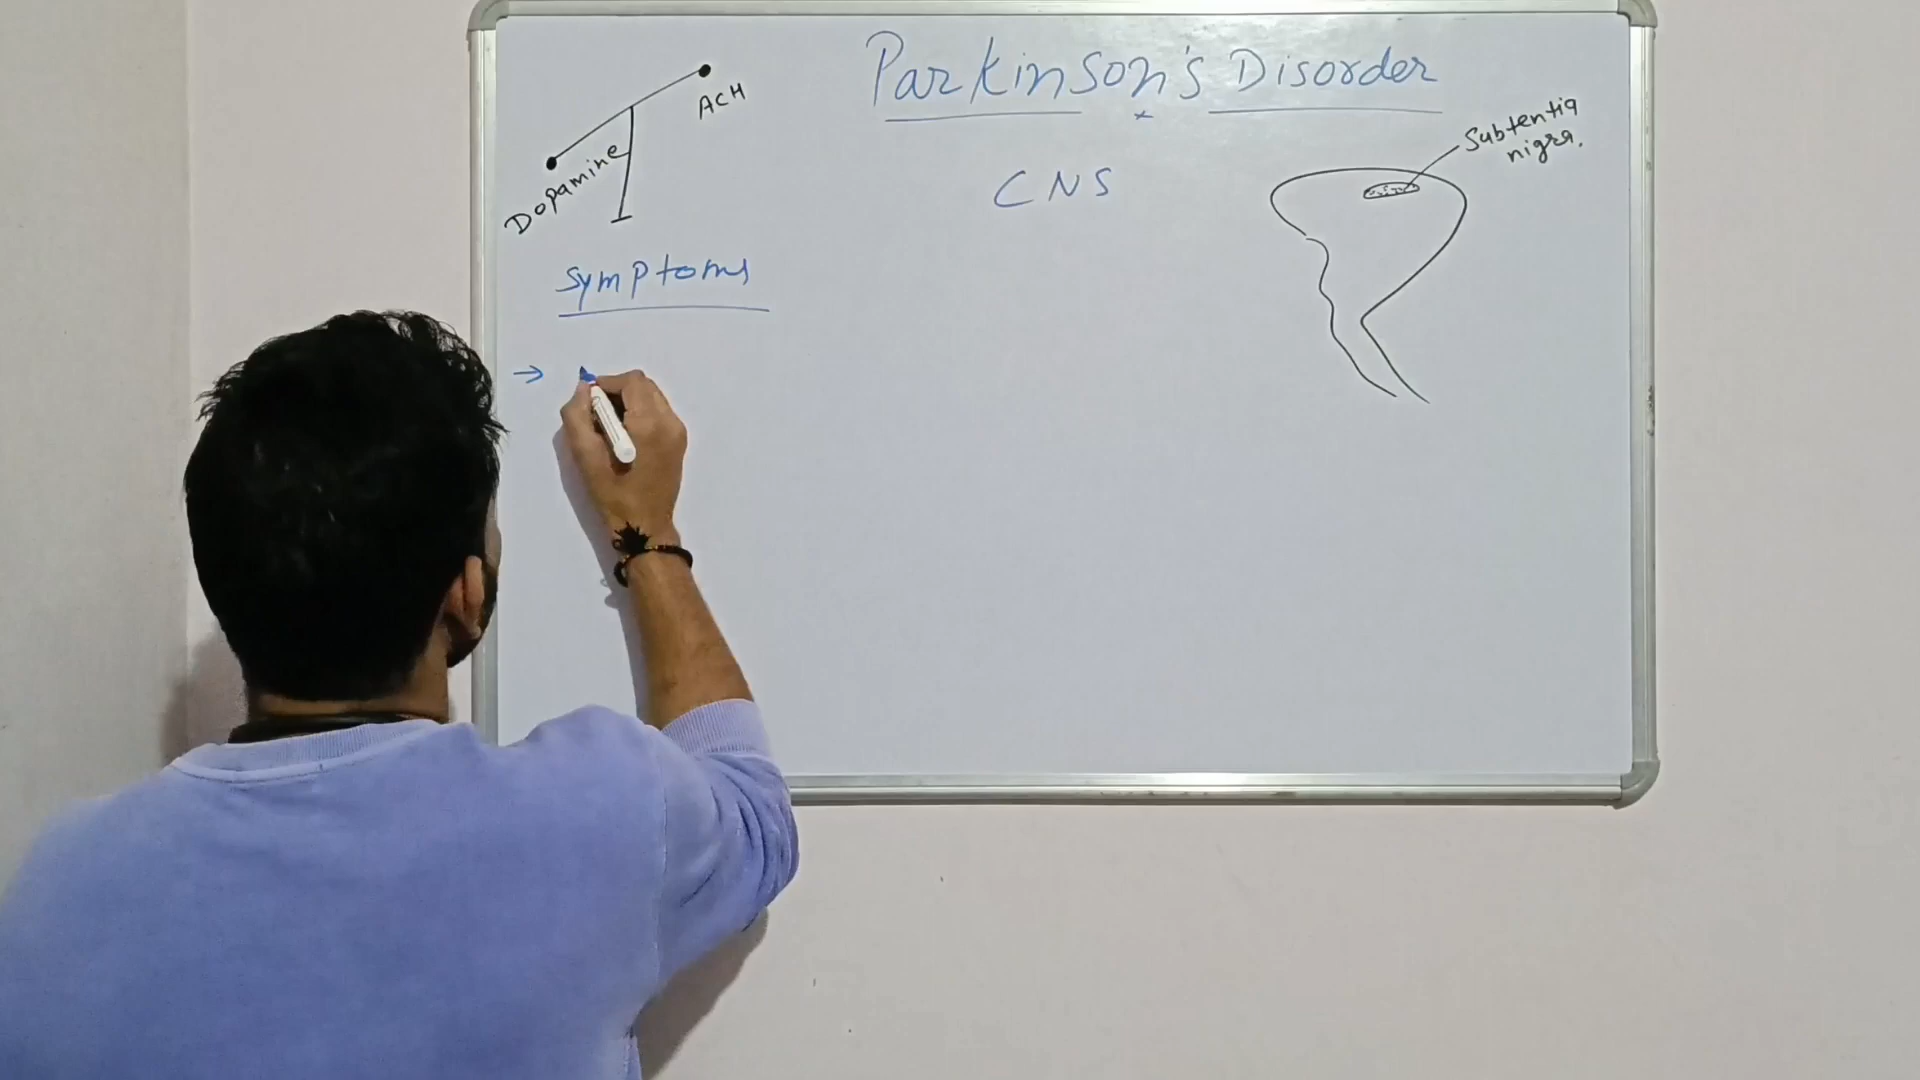 Parkinson's Disorder
ACH
Dopamine
Subtentia
nigra.
CNS
Symptoms
→